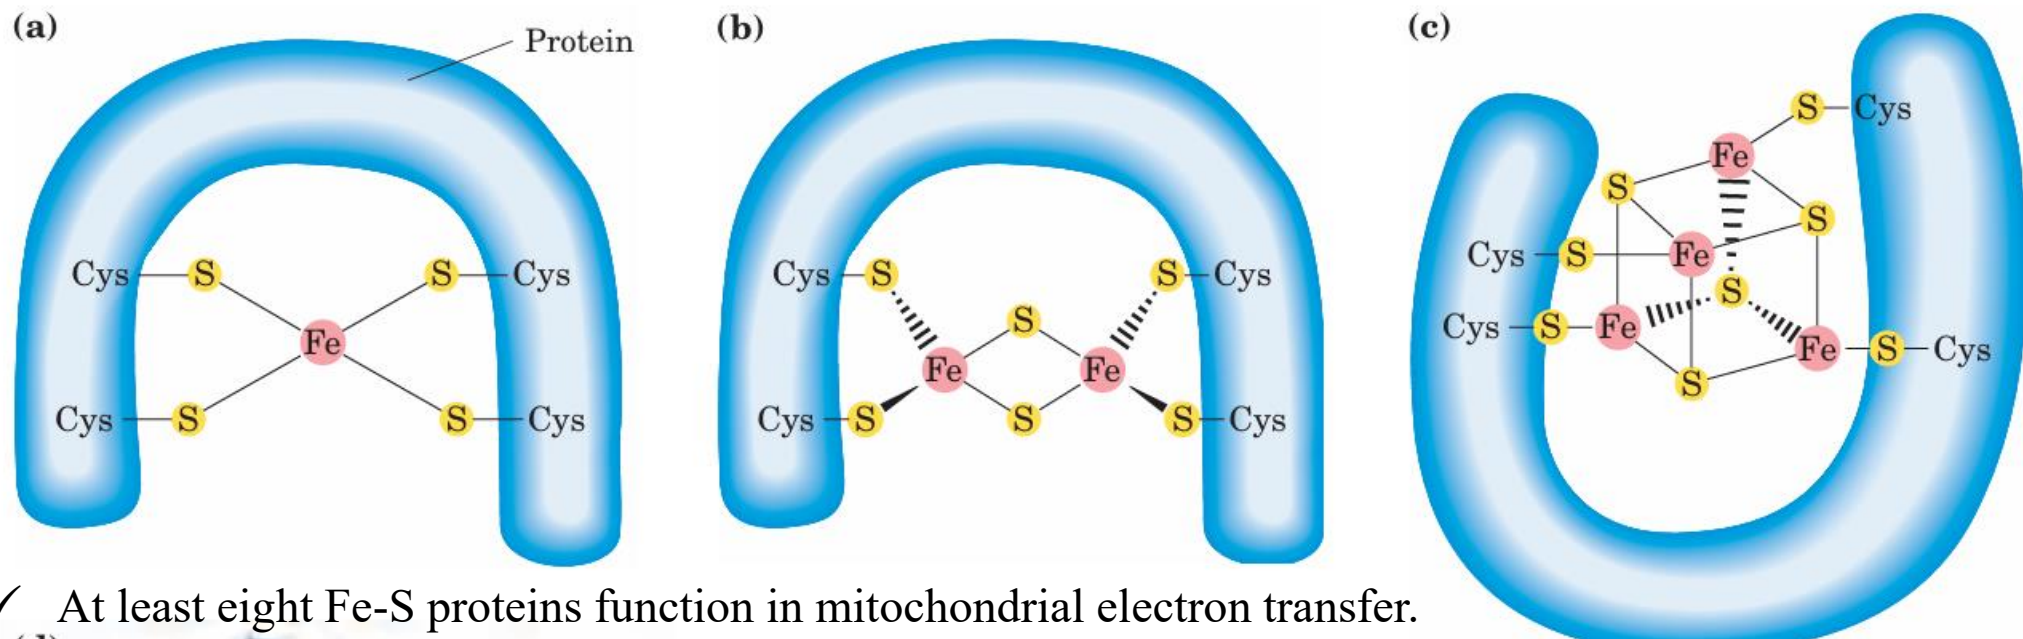 (a)
Protein
Cys S S Cys
Fe
Cys S S Cys
(b)
Cys S S Cys
S
Fe Fe
Cys S S S Cys
(c)
S Cys
Fe
S
S
Cys S Fe
S
Cys S Fe
Fe S Cys
S
✓ At least eight Fe-S proteins function in mitochondrial electron transfer.